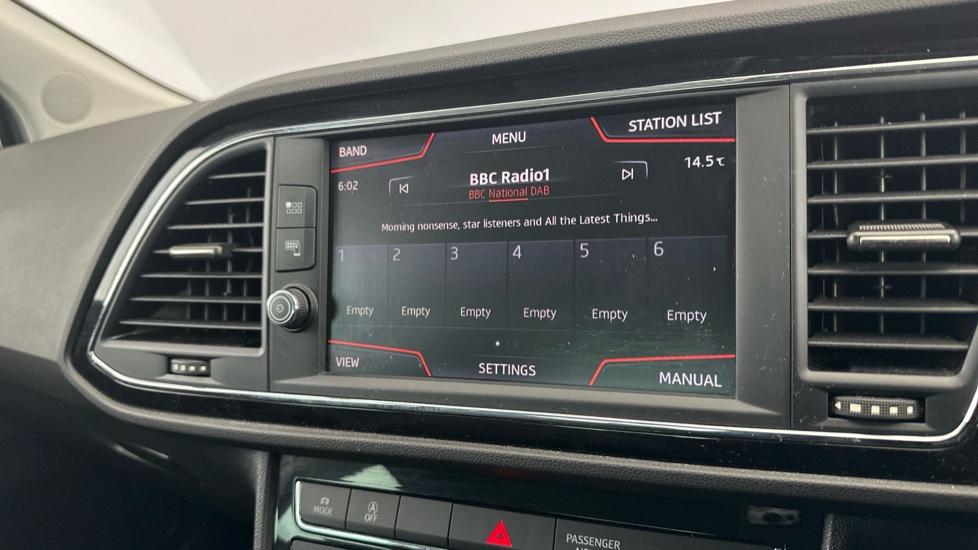 BAND
MENU
STATION LIST
6:02
BBC Radio1
14.5℃
BBC National DAB
Morning nonsense, star listeners and All the Latest Things...
1 2 3 4 5 6
Empty Empty Empty Empty Empty Empty
VIEW
SETTINGS
MANUAL
MODE
A
OFF
PASSENGER